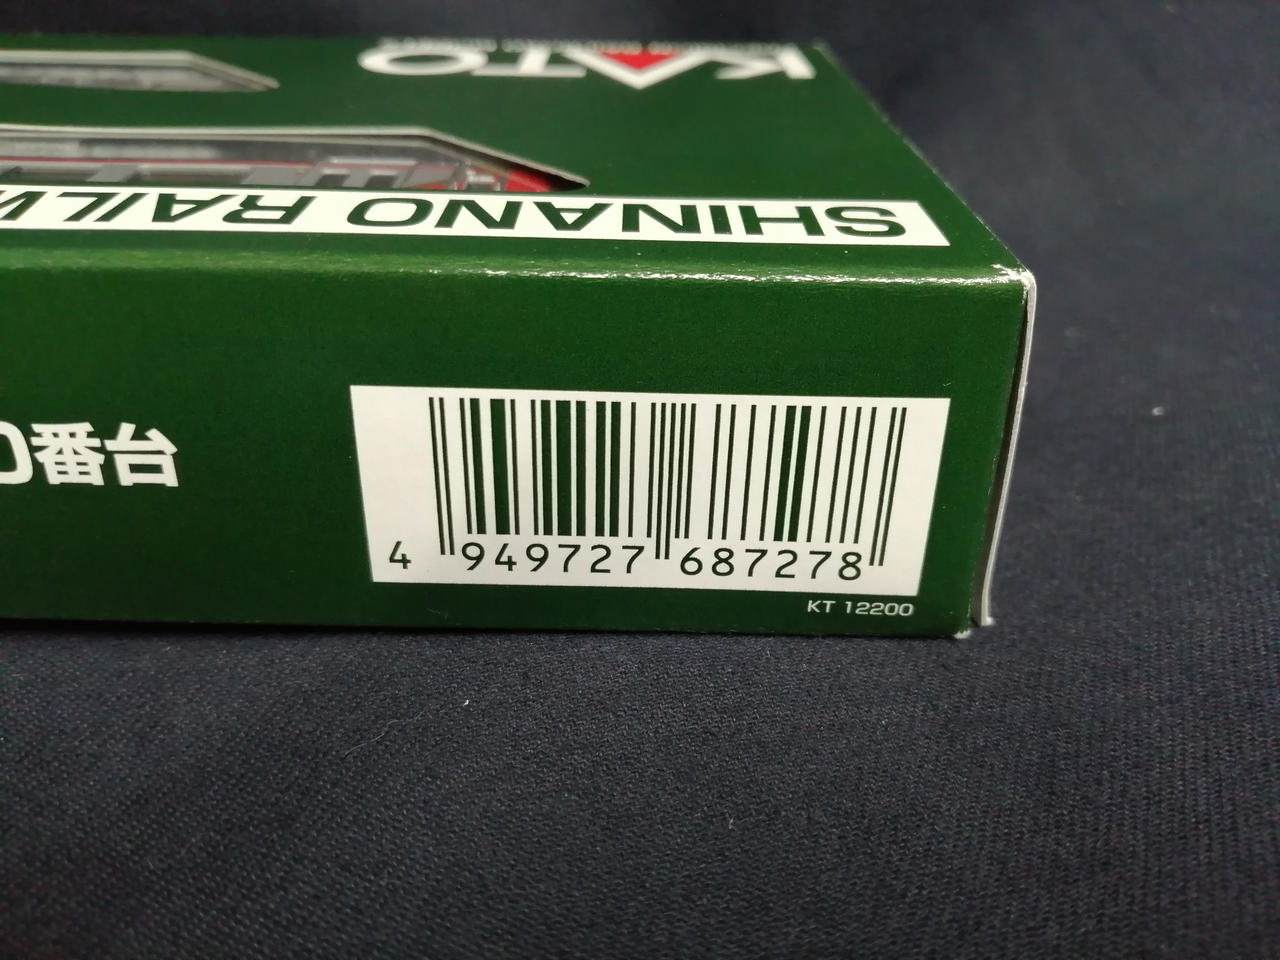 KATO
SHINANO RAILW
0番台
4 949727 687278
KT 12200